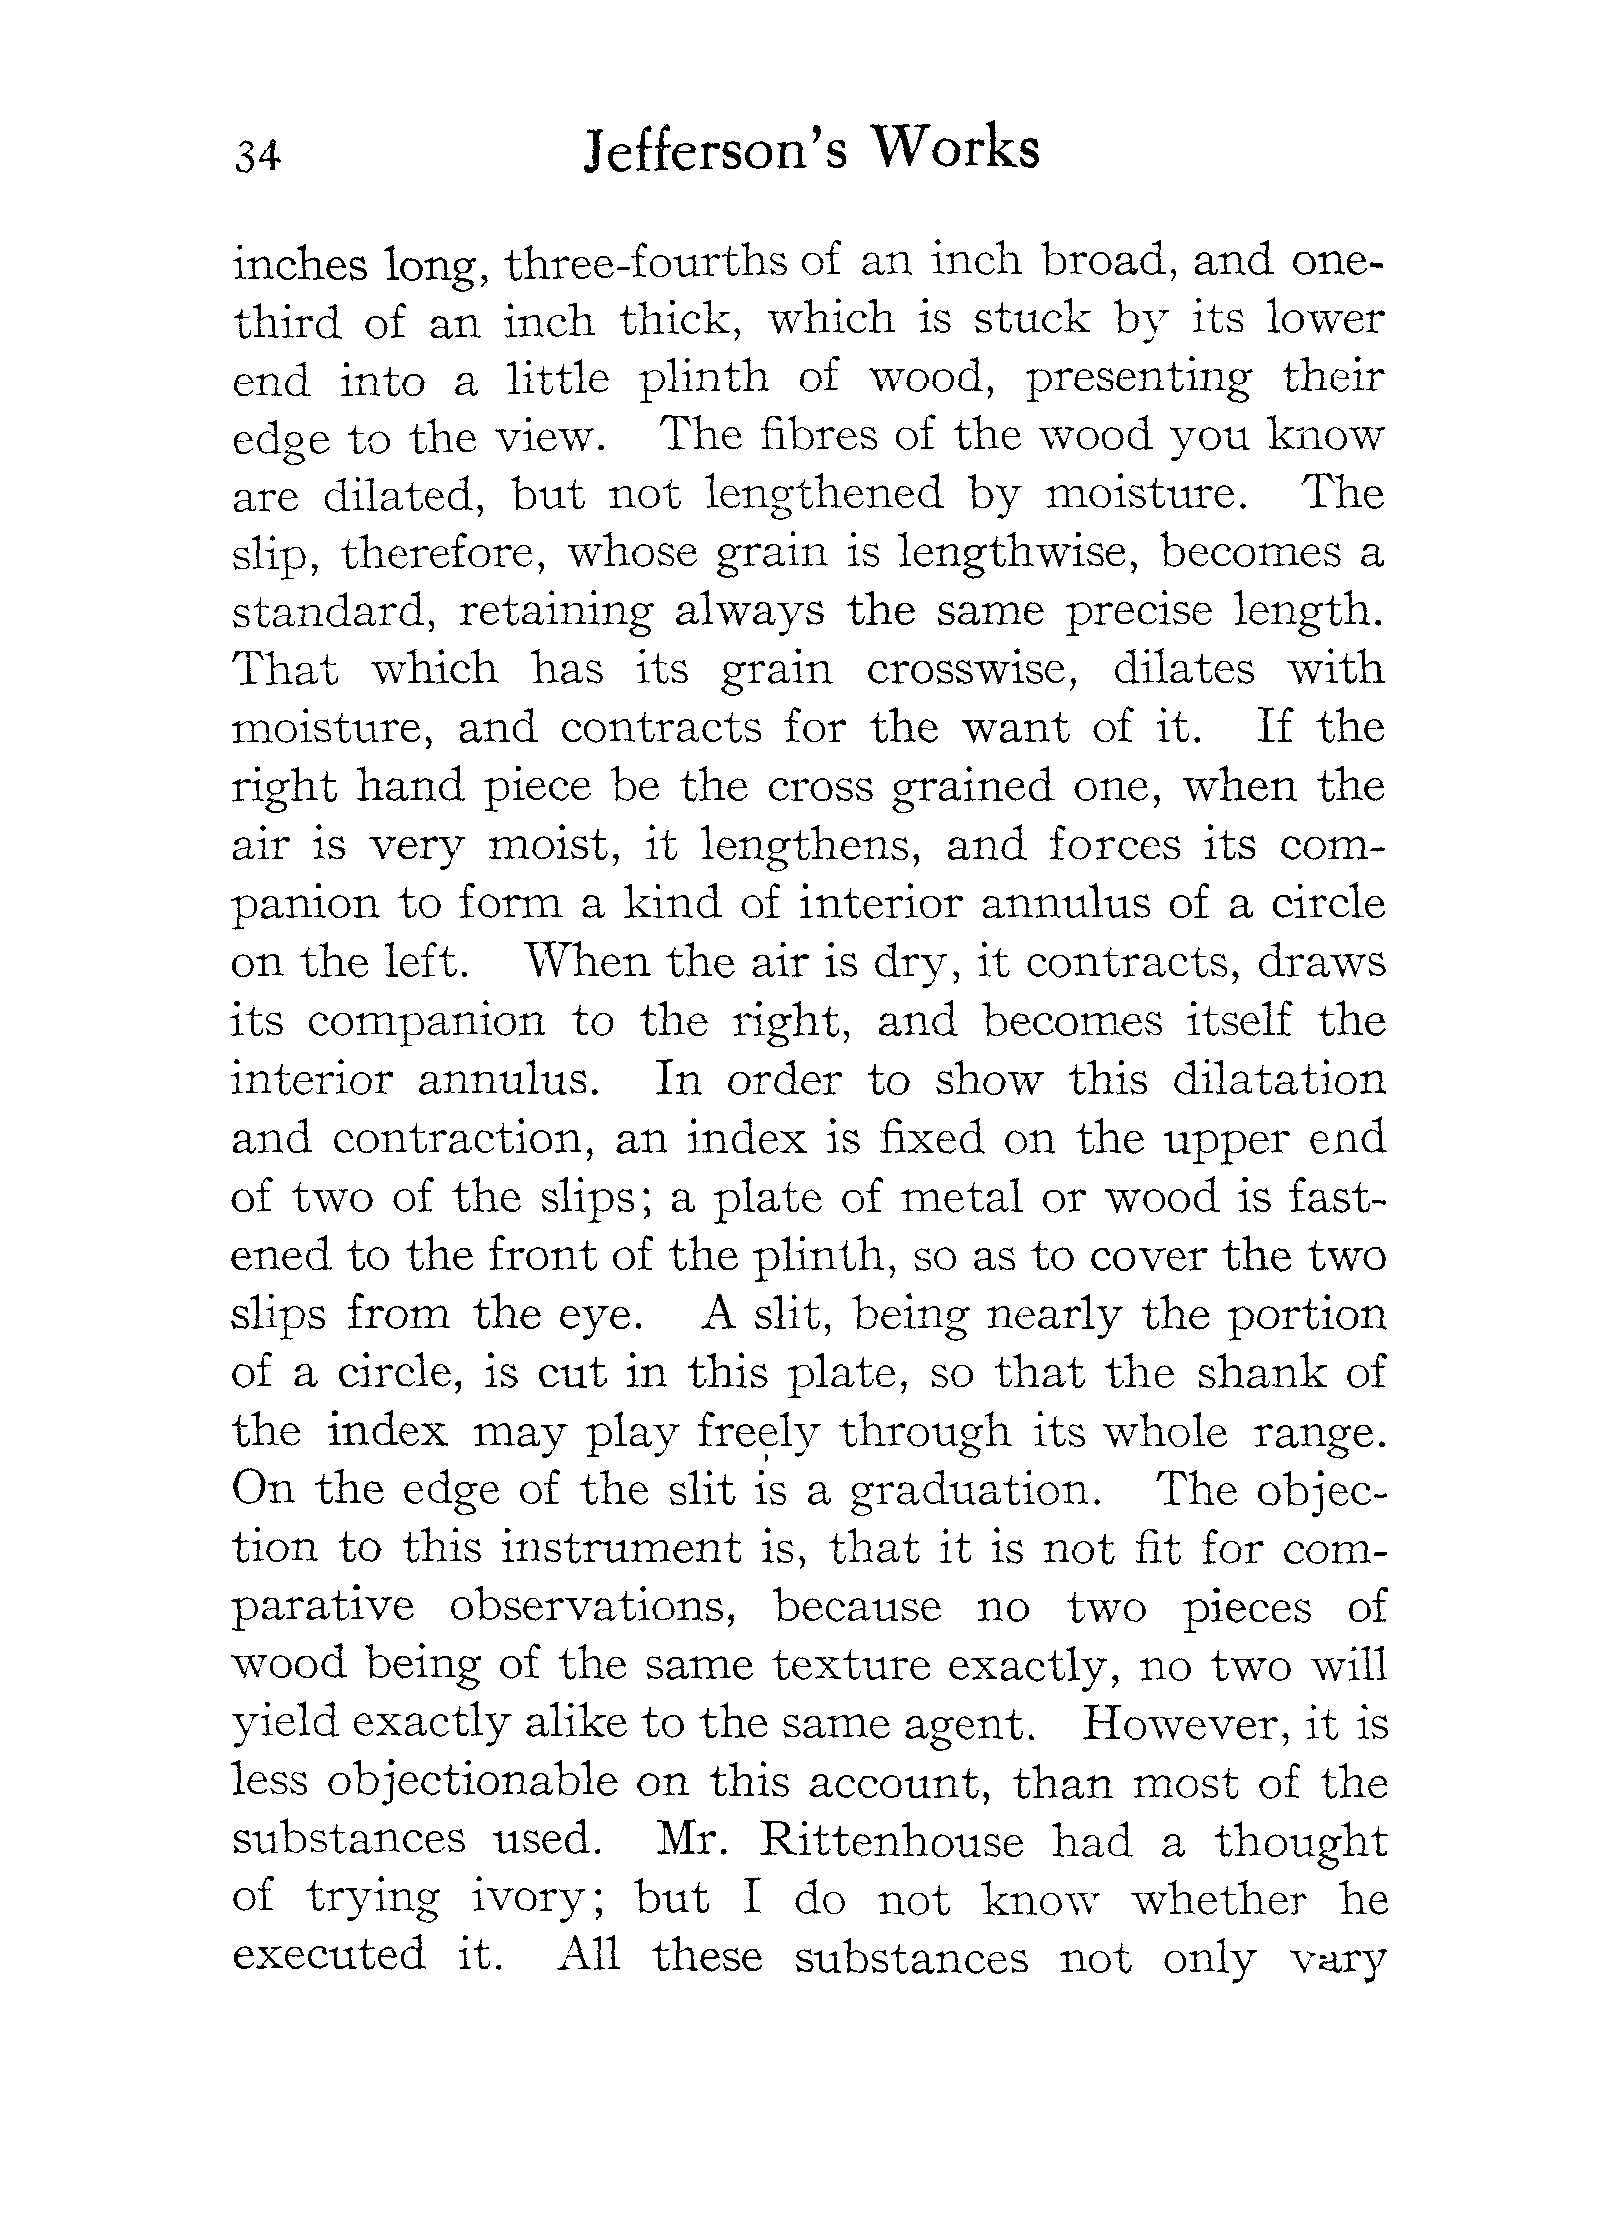 34 Jefferson's Works
inches long, three-fourths of an inch broad, and one-
third of an inch thick, which is stuck by its lower
end into a little plinth of wood, presenting their
edge to the view. The fibres of the wood you know
are dilated, but not lengthened by moisture. The
slip, therefore, whose grain is lengthwise, becomes a
standard, retaining always the same precise length.
That which has its grain crosswise, dilates with
moisture, and contracts for the want of it. If the
right hand piece be the cross grained one, when the
air is very moist, it lengthens, and forces its com-
panion to form a kind of interior annulus of a circle
on the left. When the air is dry, it contracts, draws
its companion to the right, and becomes itself the
interior annulus. In order to show this dilatation
and contraction, an index is fixed on the upper end
of two of the slips; a plate of metal or wood is fast-
ened to the front of the plinth, so as to cover the two
slips from the eye. A slit, being nearly the portion
of a circle, is cut in this plate, so that the shank of
the index may play freely through its whole range.
On the edge of the slit is a graduation. The objec-
tion to this instrument is, that it is not fit for com-
parative observations, because no two pieces of
wood being of the same texture exactly, no two will
yield exactly alike to the same agent. However, it is
less objectionable on this account, than most of the
substances used. Mr. Rittenhouse had a thought
of trying ivory; but I do not know whether he
executed it. All these substances not only vary